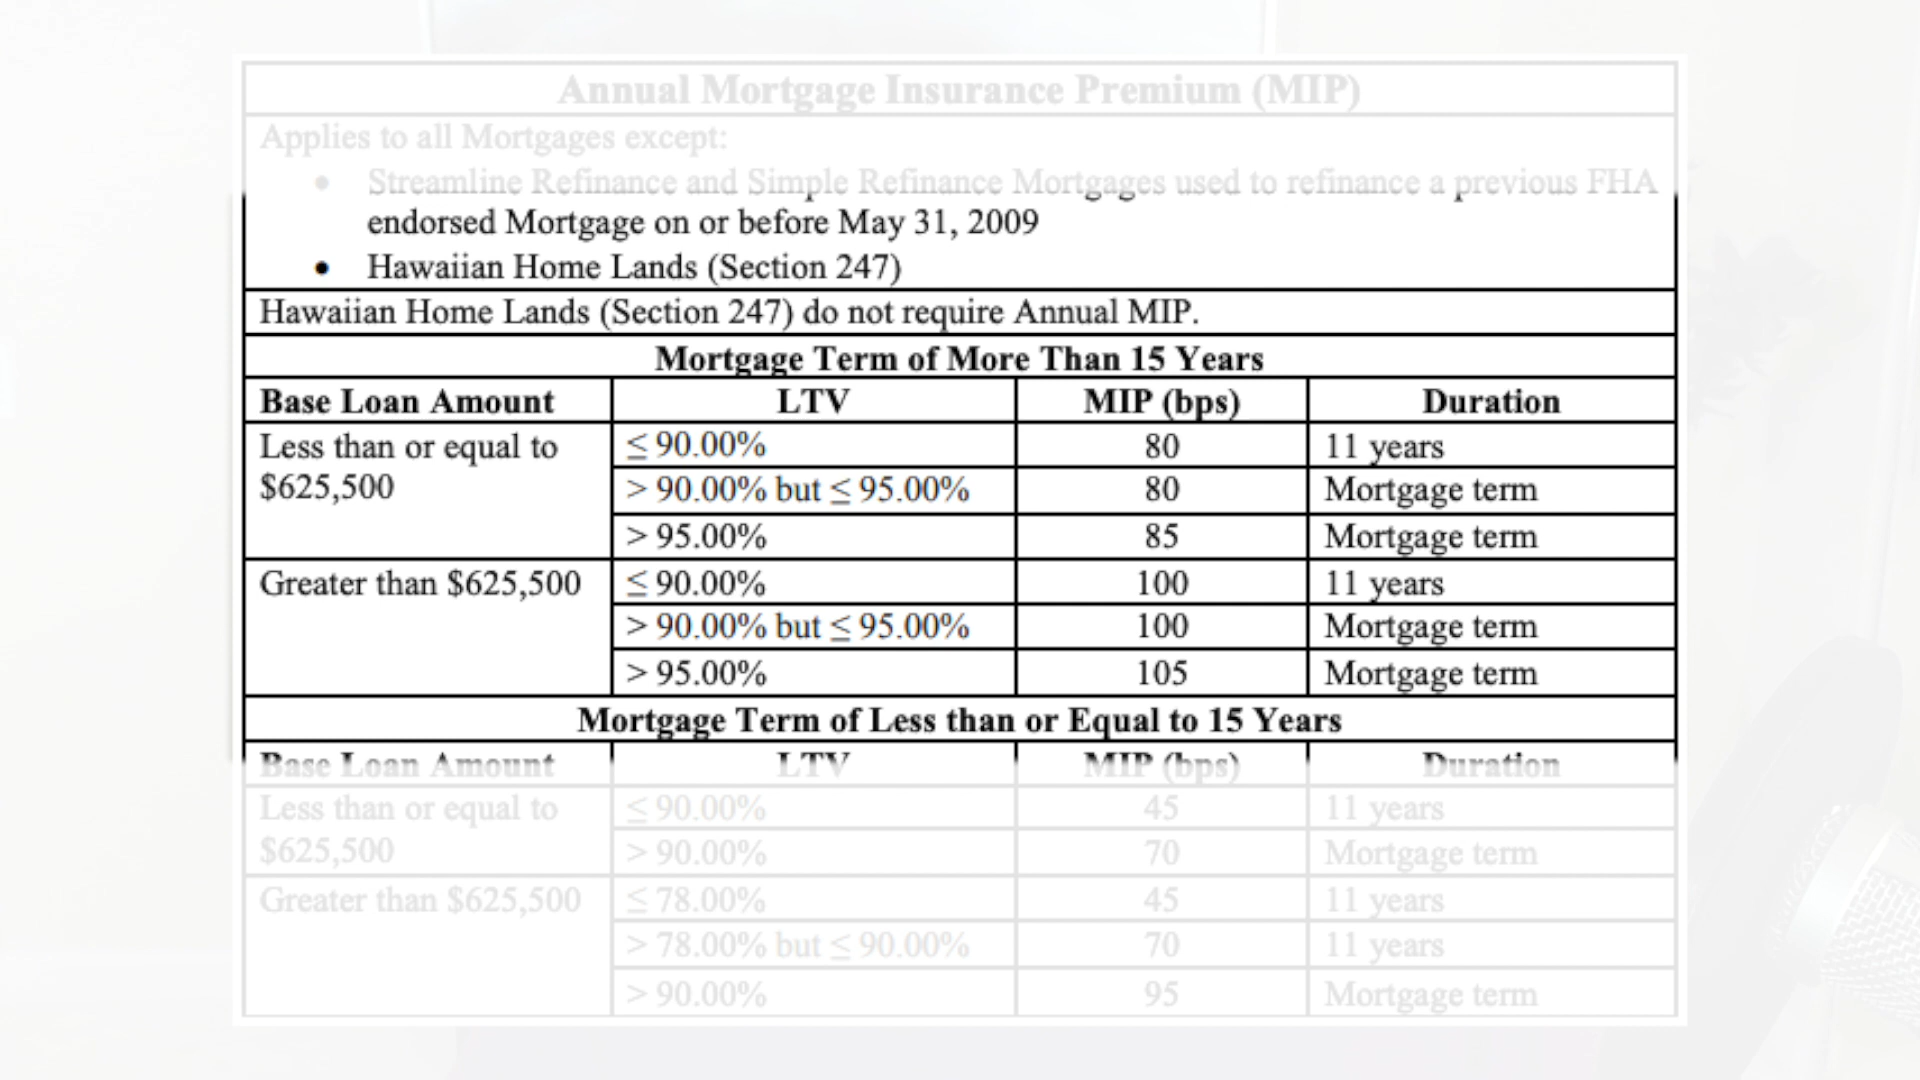 Annual Mortgage Insurance Premium (MIP)
Applies to all Mortgages except:
• Streamline Refinance and Simple Refinance Mortgages used to refinance a previous FHA
endorsed Mortgage on or before May 31, 2009
• Hawaiian Home Lands (Section 247)
Hawaiian Home Lands (Section 247) do not require Annual MIP.
Mortgage Term of More Than 15 Years
Base Loan Amount LTV MIP (bps) Duration
Less than or equal to ≤ 90.00% 80 11 years
$625,500 > 90.00% but ≤ 95.00% 80 Mortgage term
> 95.00% 85 Mortgage term
Greater than $625,500 ≤ 90.00% 100 11 years
> 90.00% but ≤ 95.00% 100 Mortgage term
> 95.00% 105 Mortgage term
Mortgage Term of Less than or Equal to 15 Years
Base Loan Amount LTV MIP (bps) Duration
Less than or equal to ≤ 90.00% 45 11 years
$625,500 > 90.00% 70 Mortgage term
Greater than $625,500 ≤ 78.00% 45 11 years
> 78.00% but ≤ 90.00% 70 11 years
> 90.00% 95 Mortgage term